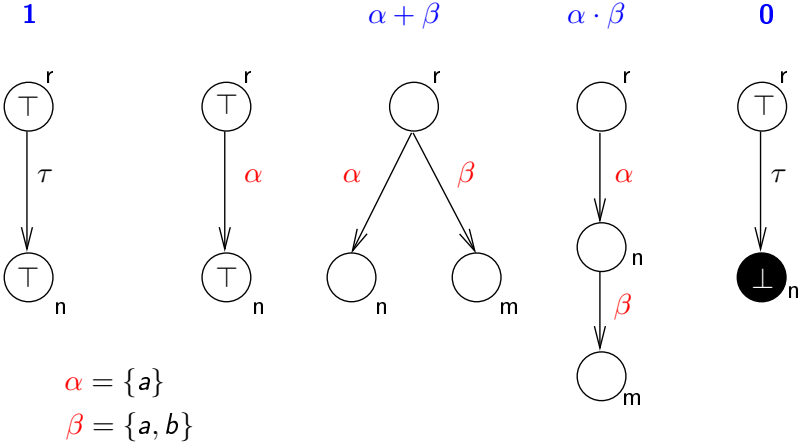 1 α + β α · β 0
r r r r r
⊤ ⊤ ⊤
τ α α β α τ
n
⊤ ⊤ ⊥
n n n m n
β
m
α = {a}
β = {a, b}